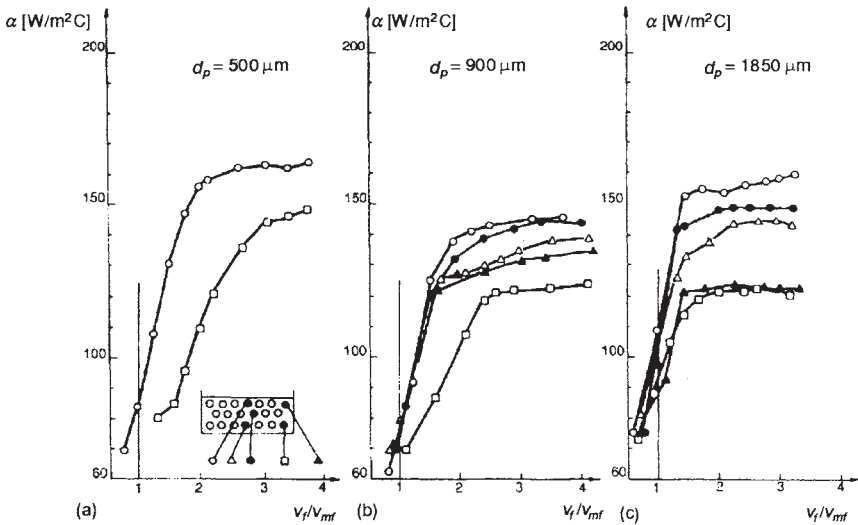 α [W/m²C]
200
150
100
60
d_p = 500 μm
1
2
3
4
(a)
v_f/v_mf
α [W/m²C]
200
150
100
60
d_p = 900 μm
1
2
3
4
(b)
v_f/v_mf
α [W/m²C]
200
150
100
60
d_p = 1850 μm
1
2
3
4
(c)
v_f/v_mf